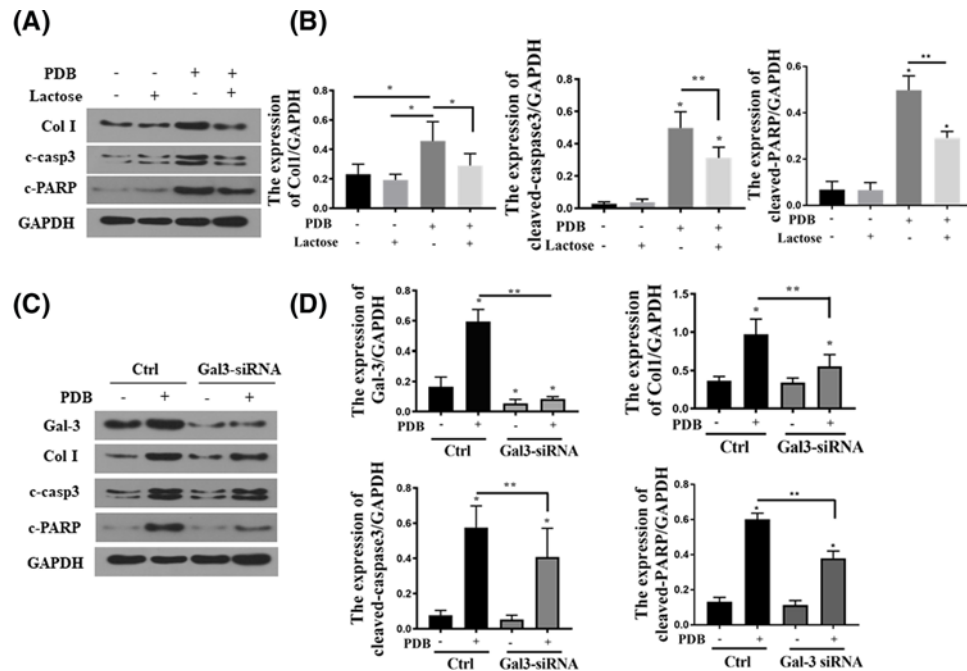 (A)
PDB - - + +
Lactose - + - +
Col I
c-casp3
c-PARP
GAPDH
(B)
The expression of
Col1/GAPDH
0.8
0.6
0.4
0.2
0.0
* * *
PDB - - + +
Lactose - + - +
The expression of
cleaved-caspase3/GAPDH
0.8
0.6
0.4
0.2
0.0
* ** *
PDB - - + +
Lactose - + - +
The expression of
cleaved-PARP/GAPDH
0.6
0.4
0.2
0.0
* ** *
PDB - - + +
Lactose - + - +
(C)
Ctrl Gal3-siRNA
PDB - + - +
Gal-3
Col I
c-casp3
c-PARP
GAPDH
(D)
The expression of
Gal-3/GAPDH
0.8
0.6
0.4
0.2
0.0
* ** * *
PDB - + - +
Ctrl Gal3-siRNA
The expression
of Col1/GAPDH
1.5
1.0
0.5
0.0
* ** *
PDB - + - +
Ctrl Gal3-siRNA
The expression of
cleaved-caspase3/GAPDH
0.8
0.6
0.4
0.2
0.0
* ** *
PDB - + - +
Ctrl Gal3-siRNA
The expression of
cleaved-PARP/GAPDH
0.8
0.6
0.4
0.2
0.0
* ** *
PDB - + - +
Ctrl Gal-3 siRNA